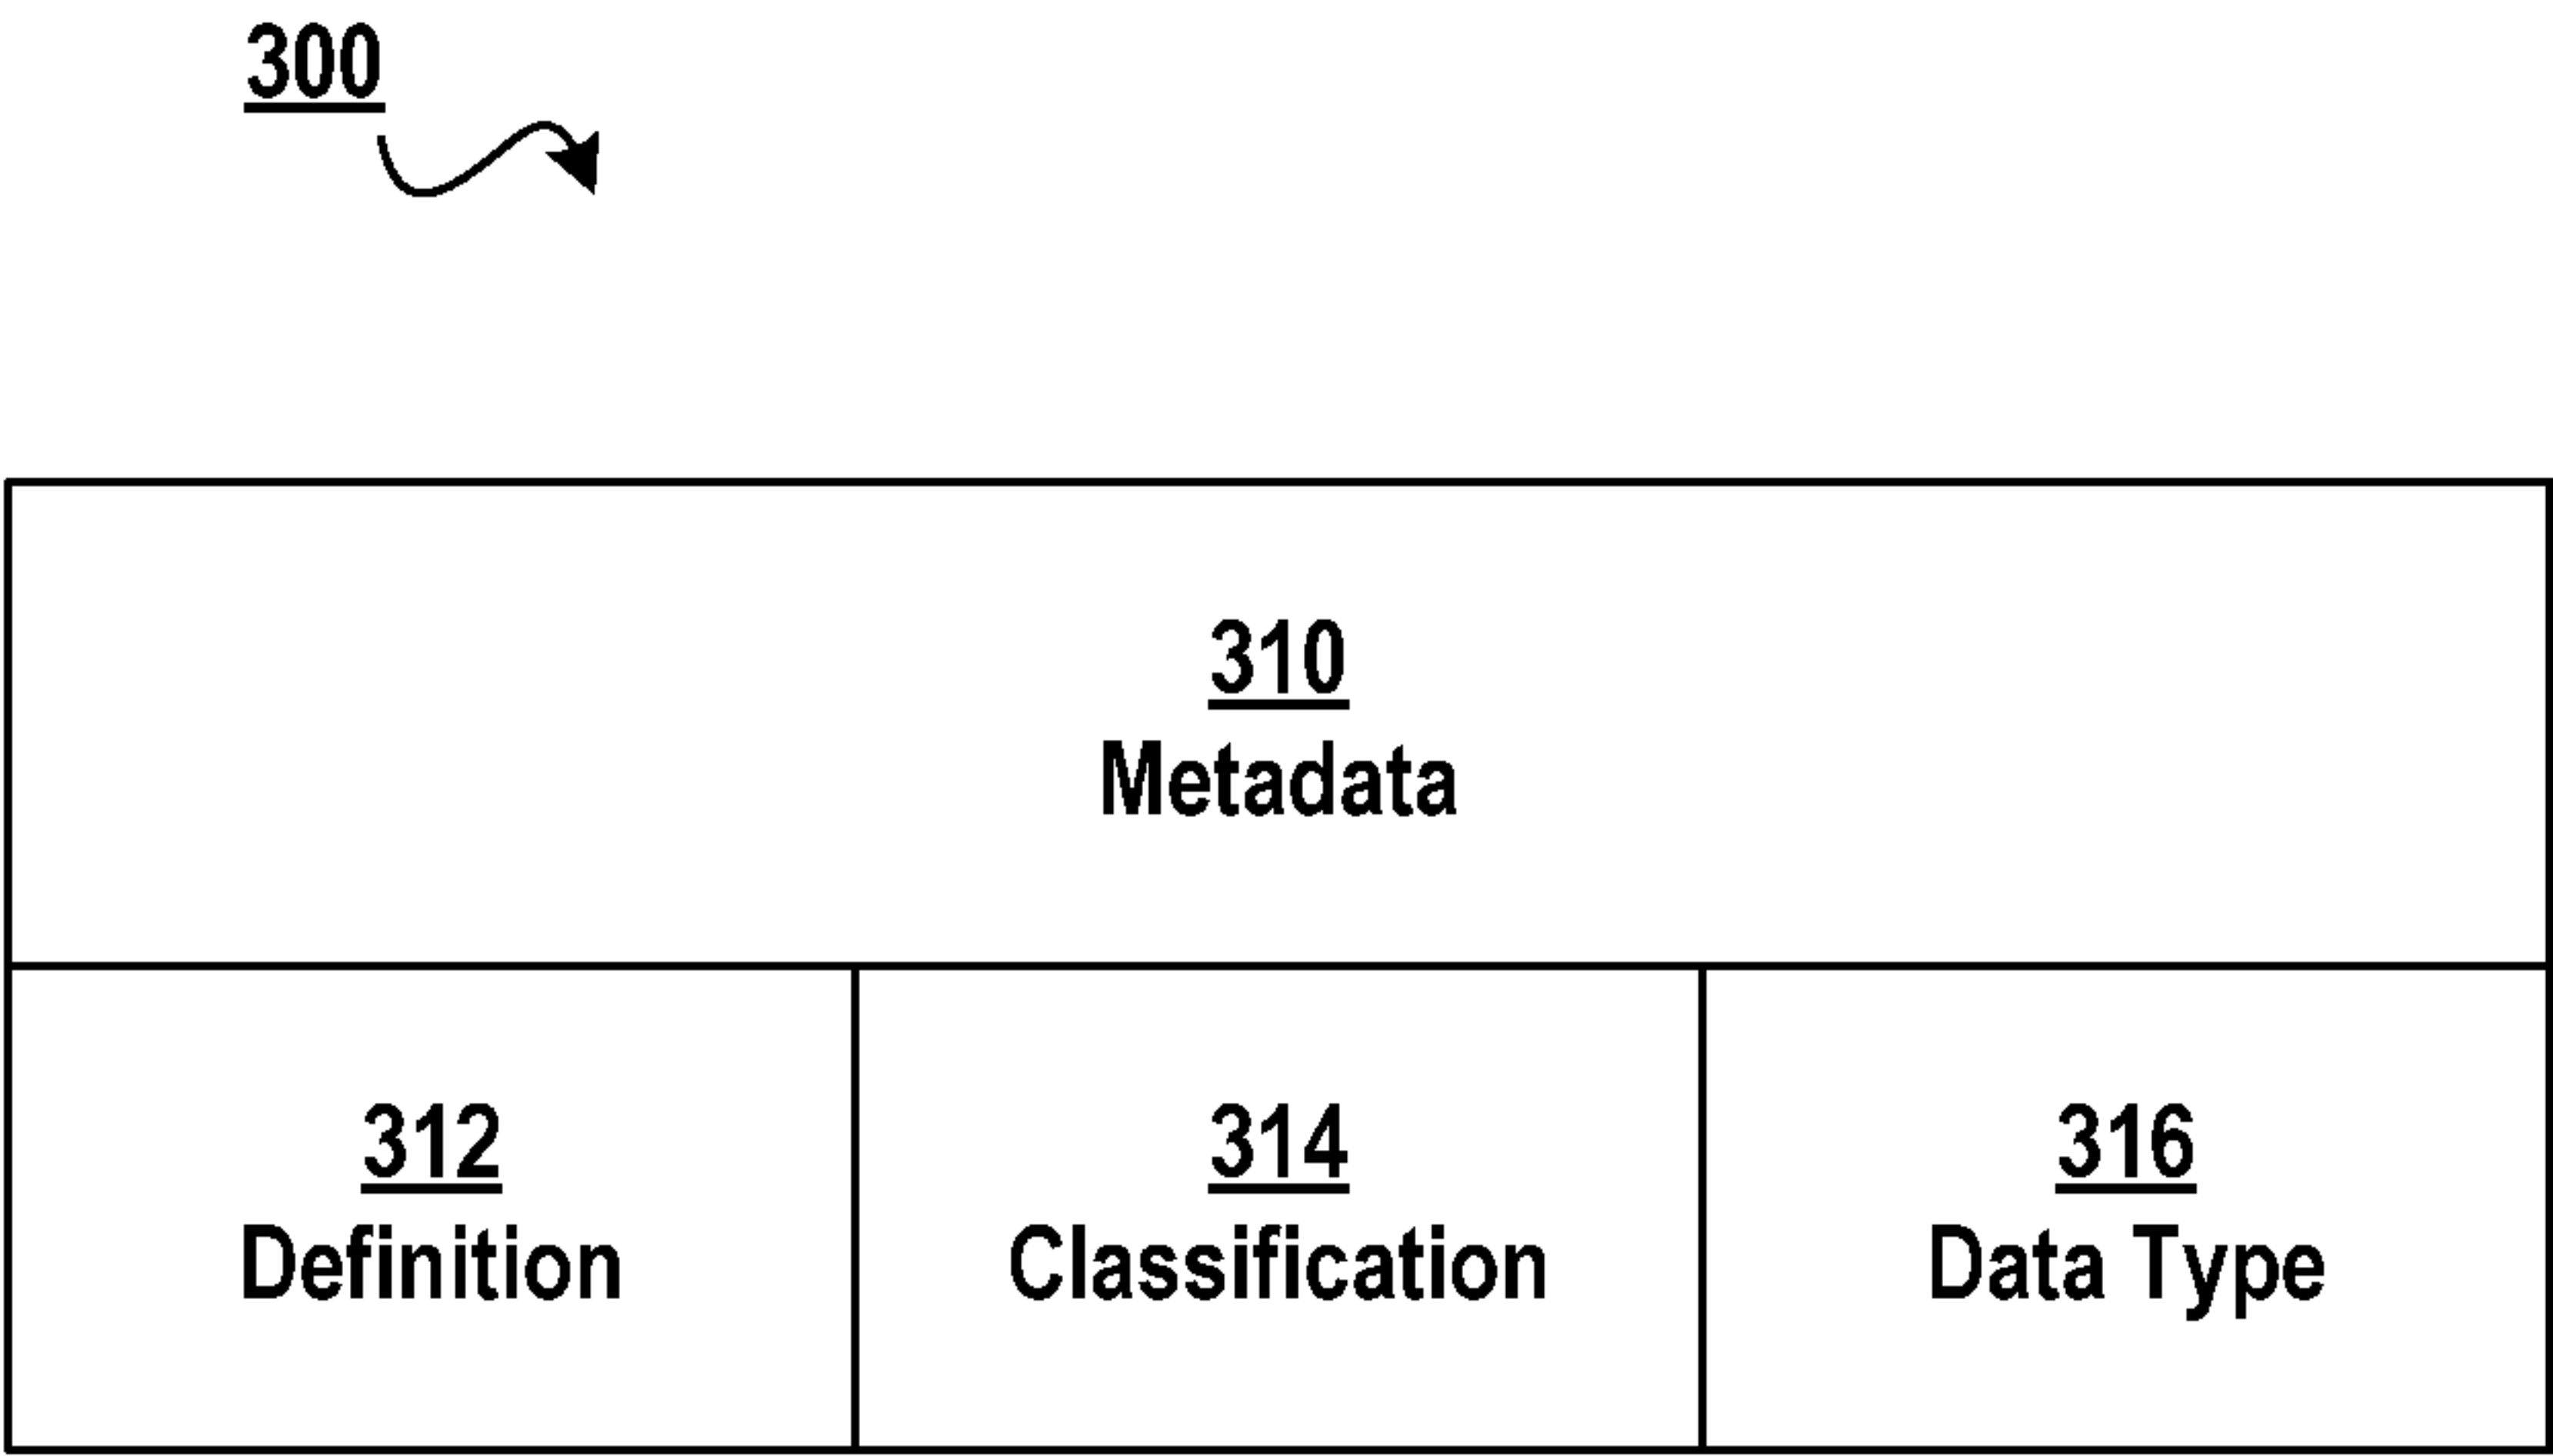 300
310
Metadata
312
Definition
314
Classification
316
Data Type